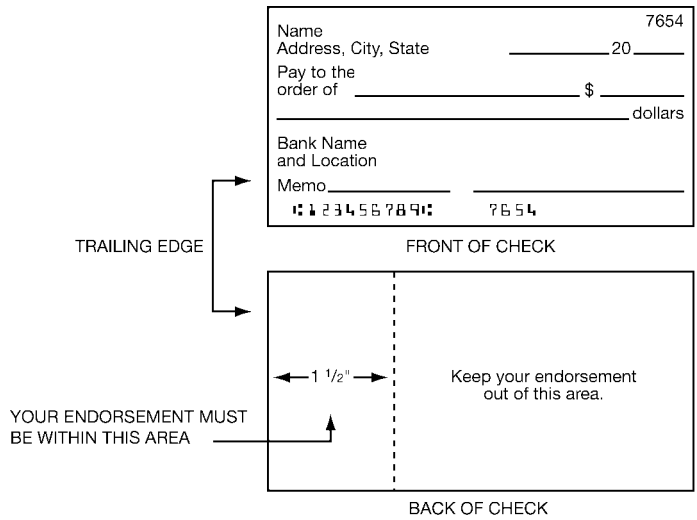 7654
Name
Address, City, State 20
Pay to the
order of $
dollars
Bank Name
and Location
Memo
⑆123456789⑆ 7654
TRAILING EDGE
FRONT OF CHECK
1 1/2"
Keep your endorsement
out of this area.
YOUR ENDORSEMENT MUST
BE WITHIN THIS AREA
BACK OF CHECK